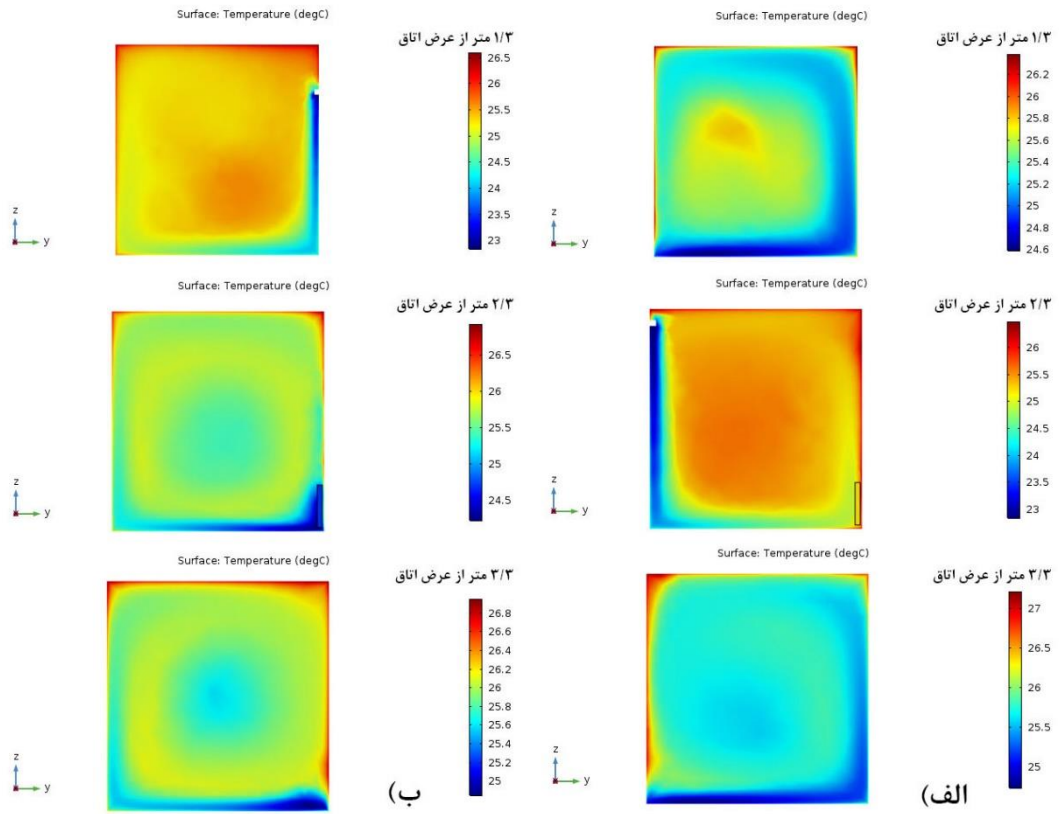 Surface: Temperature (degC)
۱/۳ متر از عرض اتاق
26.5
26
25.5
25
24.5
24
23.5
23
z
y
Surface: Temperature (degC)
۱/۳ متر از عرض اتاق
26.2
26
25.8
25.6
25.4
25.2
25
24.8
24.6
z
y
Surface: Temperature (degC)
۲/۳ متر از عرض اتاق
26.5
26
25.5
25
24.5
z
y
Surface: Temperature (degC)
۲/۳ متر از عرض اتاق
26
25.5
25
24.5
24
23.5
23
z
y
Surface: Temperature (degC)
۳/۳ متر از عرض اتاق
26.8
26.6
26.4
26.2
26
25.8
25.6
25.4
25.2
25
z
y
ب)
Surface: Temperature (degC)
۳/۳ متر از عرض اتاق
27
26.5
26
25.5
25
z
y
الف)